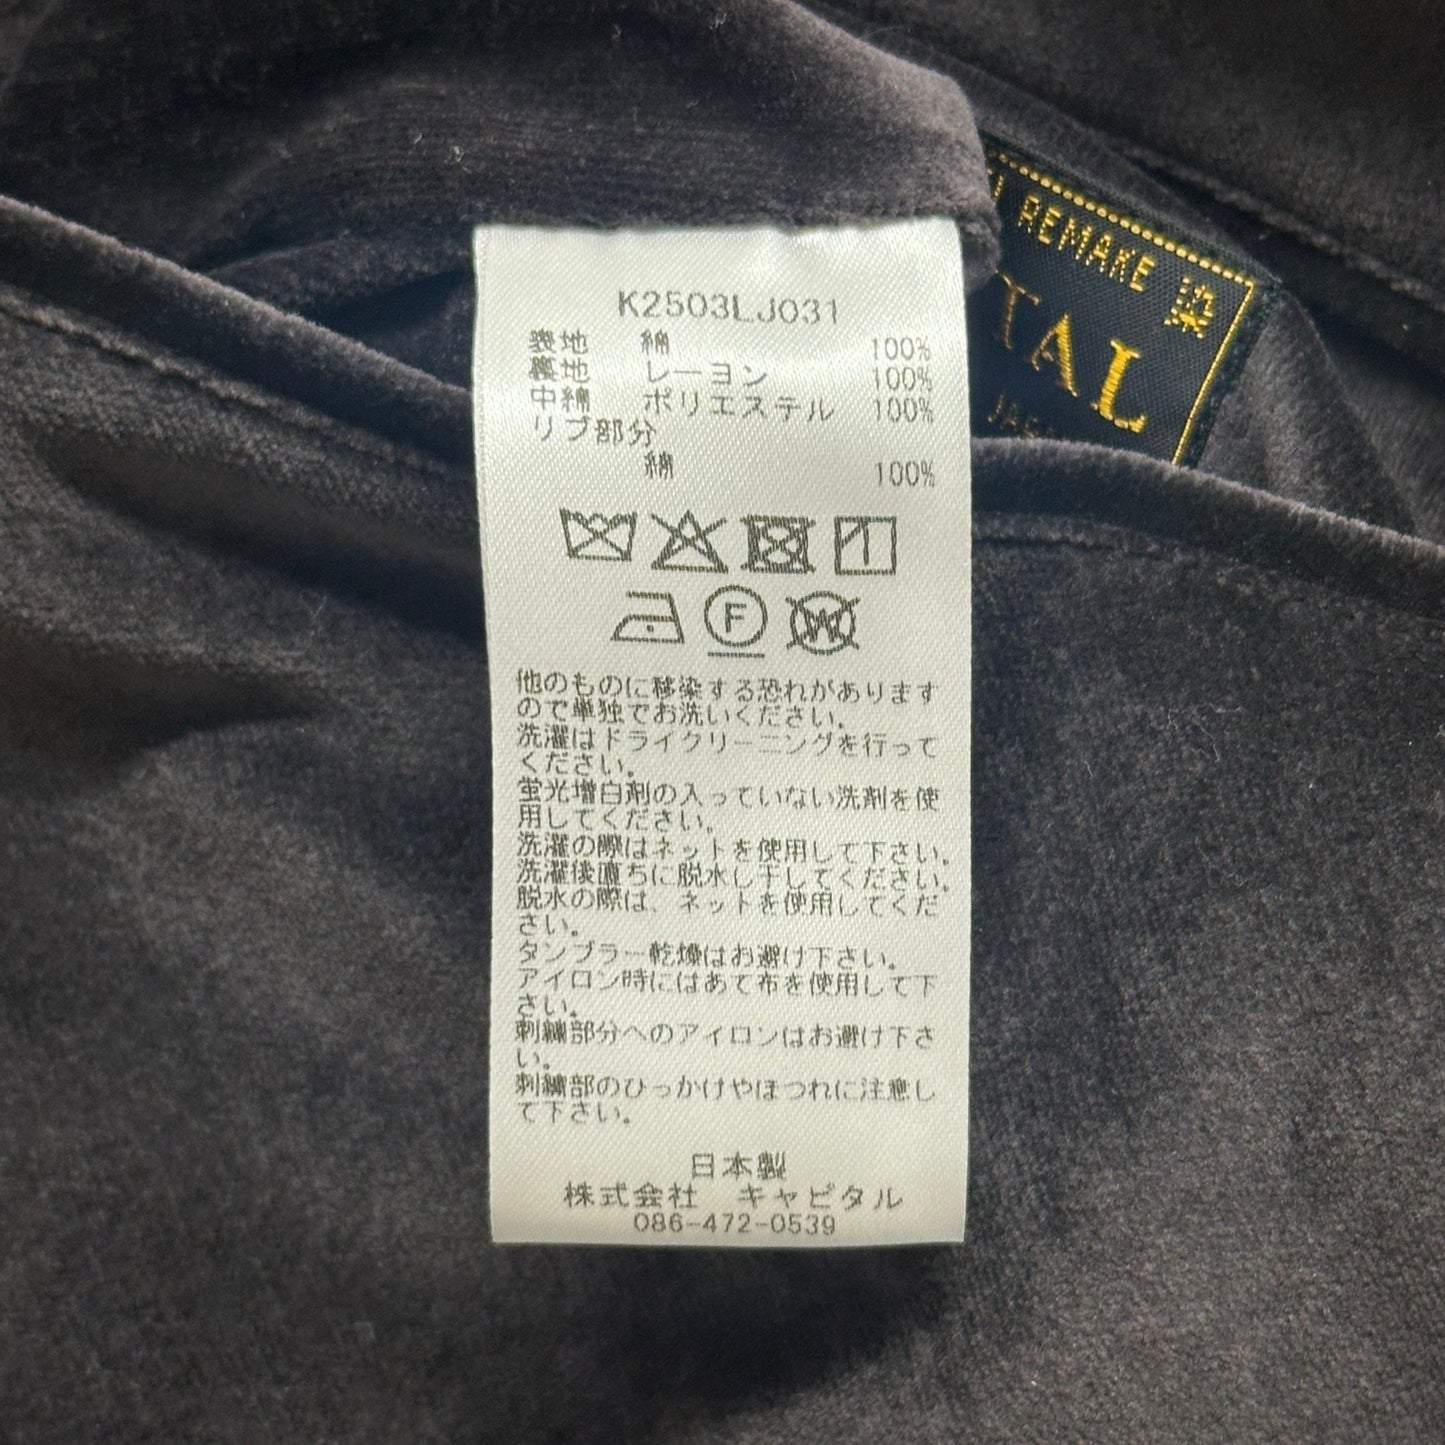 REMAKE 染
TAL
K2503LJ031
表地 綿 100%
裏地 レーヨン 100%
中綿 ポリエステル 100%
リブ部分
綿 100%
F
W
他のものに移染する恐れがあります
ので単独でお洗いください。
洗濯はドライクリーニングを行って
ください。
蛍光増白剤の入っていない洗剤を使
用してください。
洗濯の際はネットを使用して下さい。
洗濯後直ちに脱水し干してください。
脱水の際は、ネットを使用してくだ
さい。
タンブラー乾燥はお避け下さい。
アイロン時にはあて布を使用して下
さい。
刺繍部分へのアイロンはお避け下さ
い。
刺繍部のひっかけやほつれに注意し
て下さい。
日本製
株式会社 キャピタル
086-472-0539